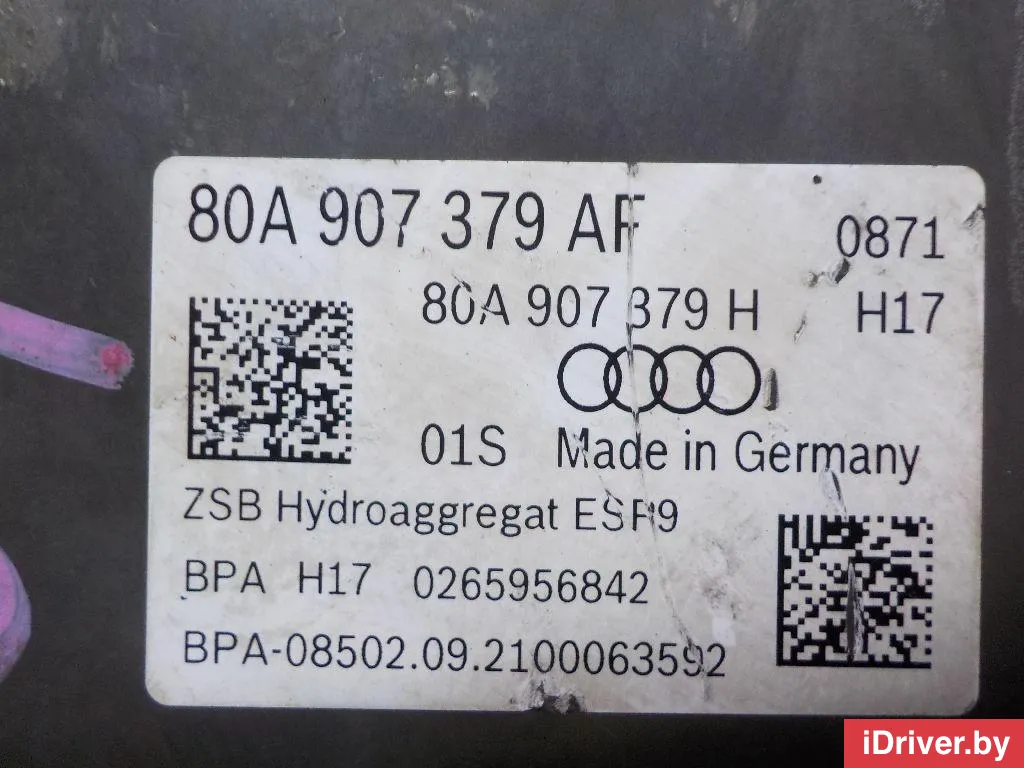 80A 907 379 AF
0871
80A 907 379 H H17
01S Made in Germany
ZSB Hydroaggregat ESP9
BPA H17 0265956842
BPA-08502.09.2100063592
iDriver.by